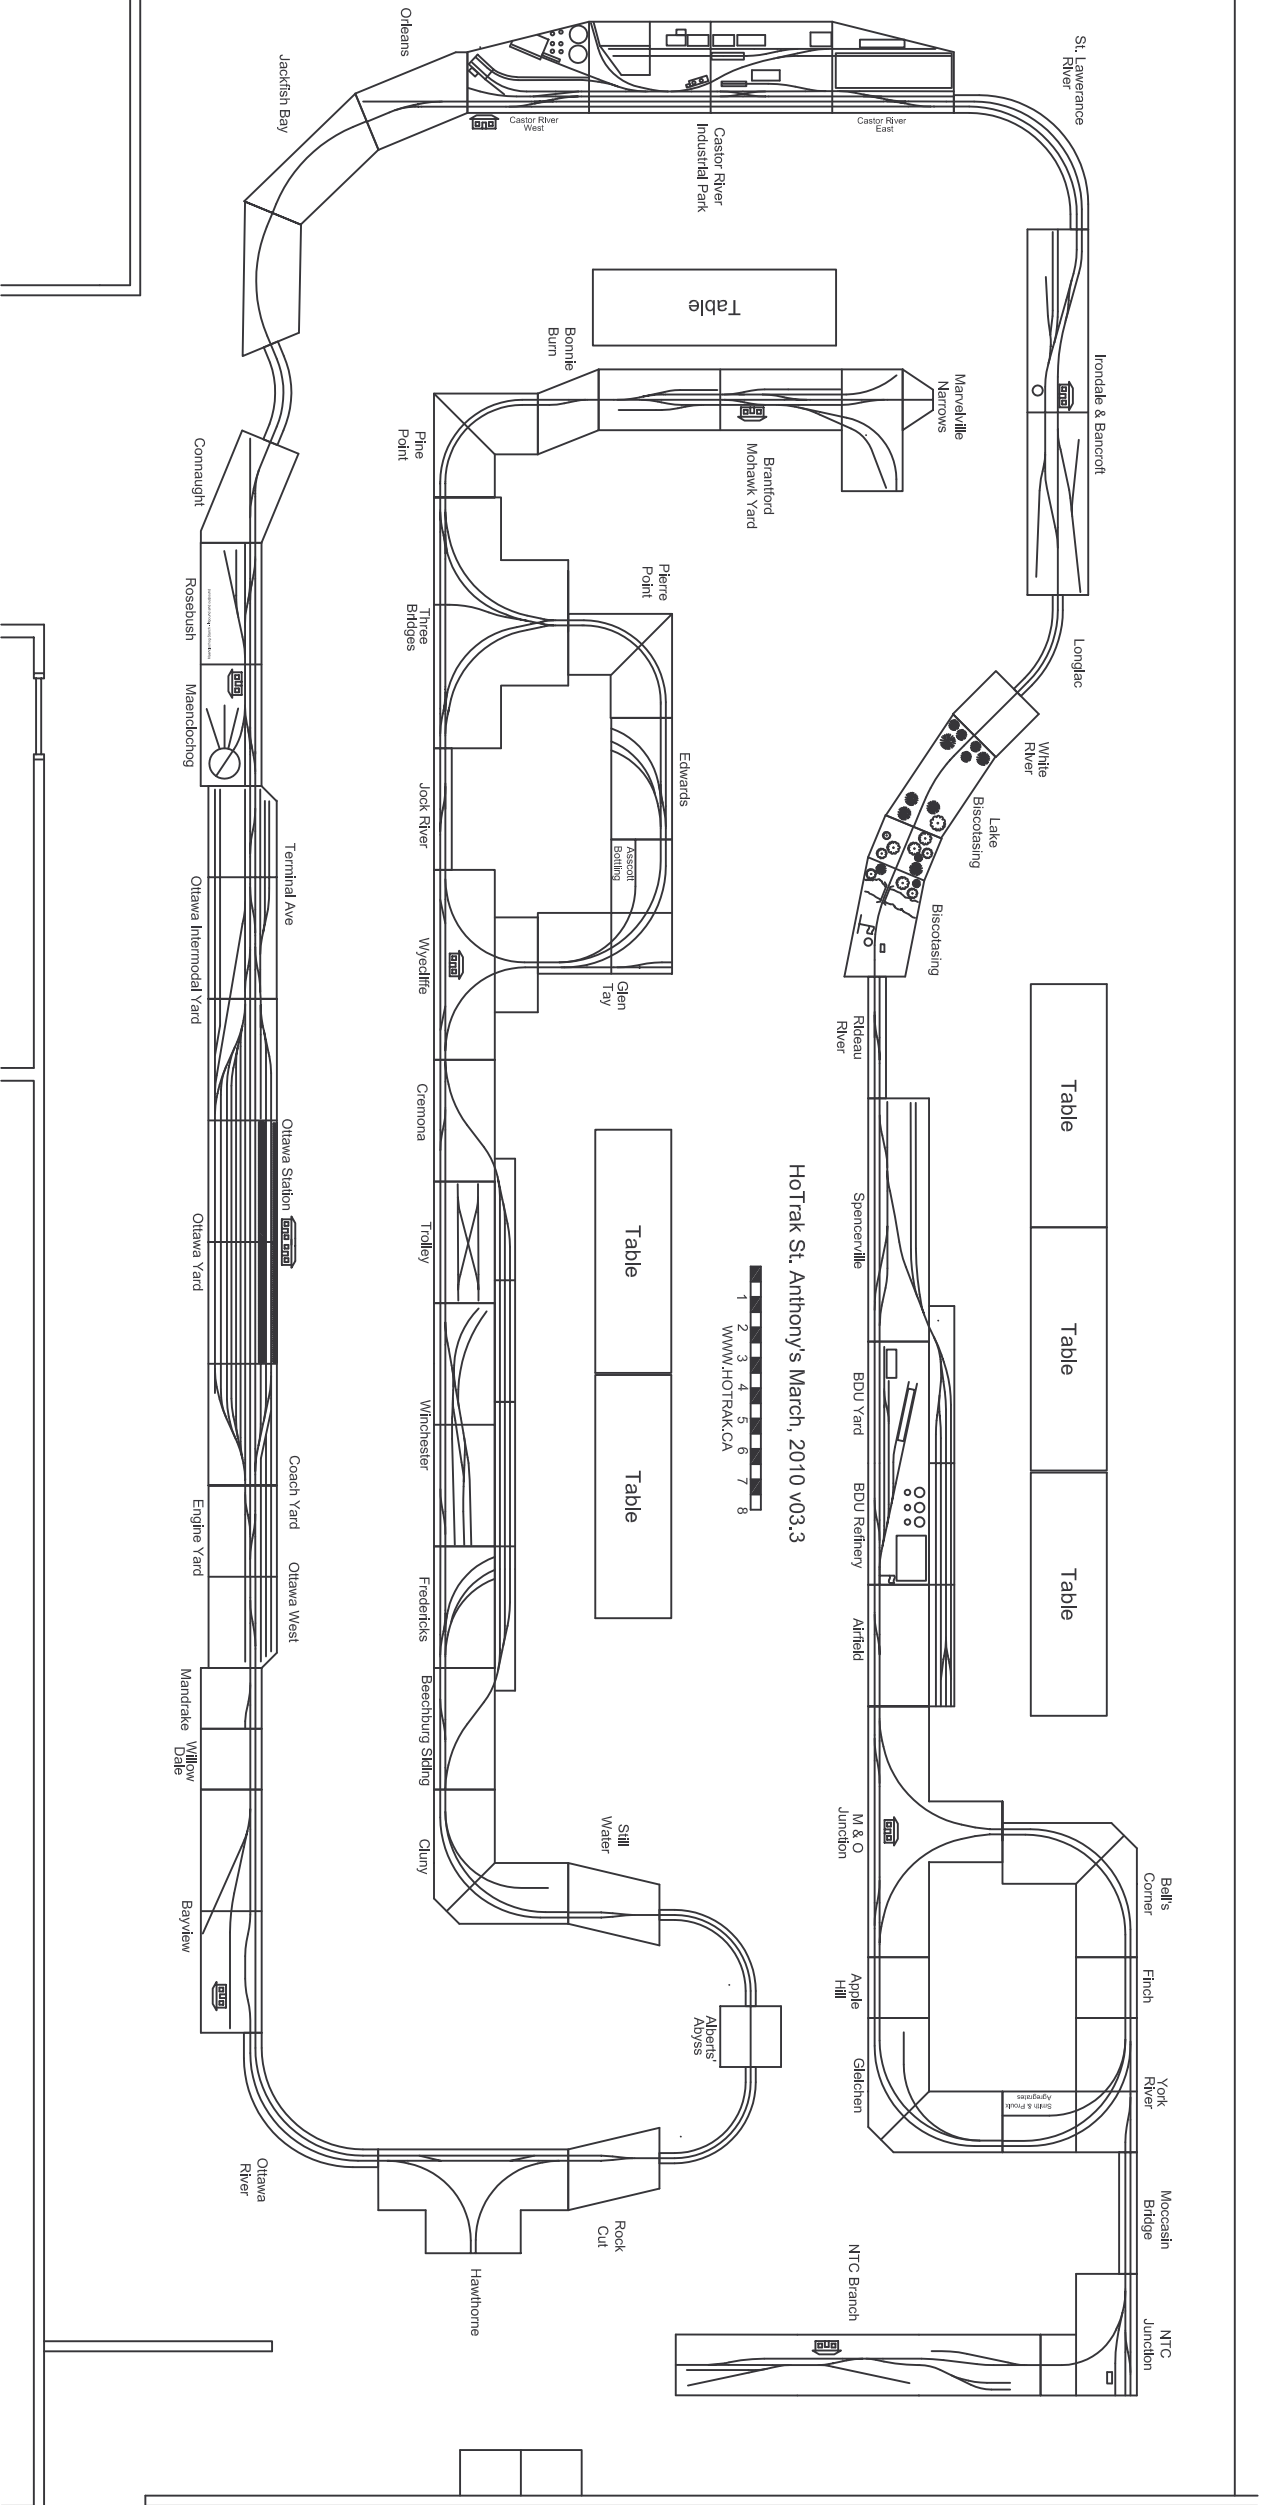 Orleans
Jackfish Bay
St. Lawerance
River
Castor River
West
Castor River
Industrial Park
Castor River
East
Table
Irondale & Bancroft
Bonnie
Burn
Marvelville
Narrows
Pine
Point
Brantford
Mohawk Yard
Connaught
Rosebush
Maenclochog
Three
Bridges
Pierre
Point
Longlac
White
River
Lake
Biscotasing
Biscotasing
Jock River
Edwards
Asscott
Bottling
Terminal Ave
Ottawa Intermodal Yard
Wyecliffe
Glen
Tay
Rideau
River
Cremona
Ottawa Station
Ottawa Yard
Trolley
Table
Table
HoTrak St. Anthony's March, 2010 v03.3
1 2 3 4 5 6 7 8
WWW.HOTRAK.CA
Spencerville
Table
Table
Table
BDU Yard
BDU Refinery
Airfield
Winchester
Coach Yard
Engine Yard
Ottawa West
Fredericks
Beechburg Siding
Mandrake
Willow
Dale
Bayview
Cluny
Still
Water
M & O
Junction
Bell's
Corner
Apple
Hill
Finch
Alberts'
Abyss
Gleichen
York
River
Smith & Proulx
Agregrates
Ottawa
River
Rock
Cut
Hawthorne
Moccasin
Bridge
NTC Branch
NTC
Junction